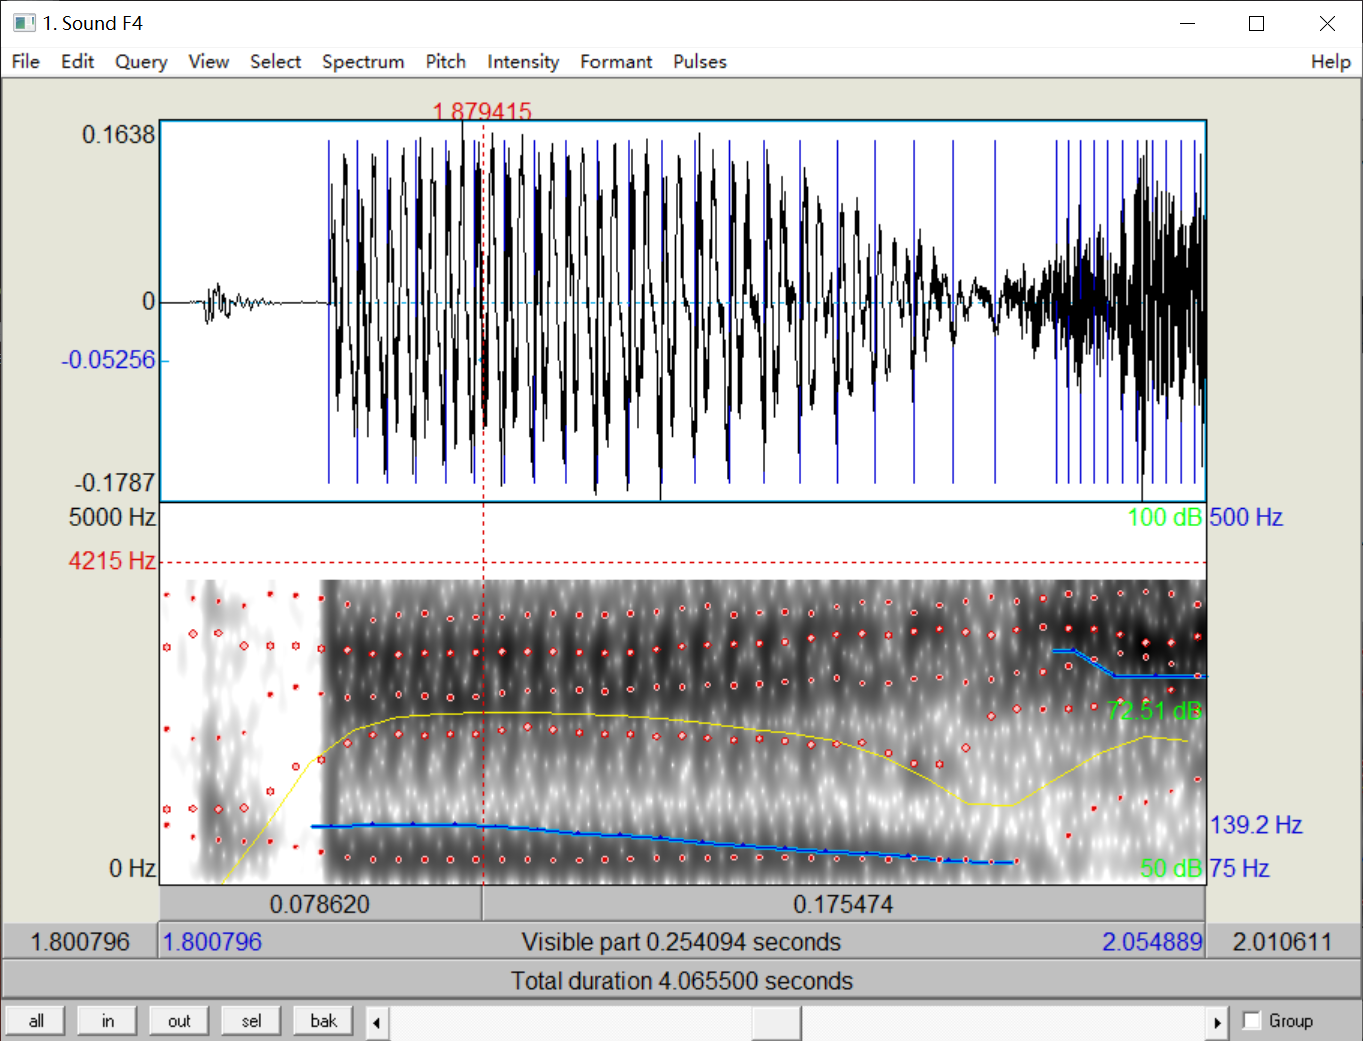 1. Sound F4
File Edit Query View Select Spectrum Pitch Intensity Formant Pulses Help
1.879415
0.1638
0
-0.05256
-0.1787
5000 Hz 100 dB 500 Hz
4215 Hz
72.51 dB
139.2 Hz
0 Hz 50 dB 75 Hz
0.078620 0.175474
1.800796 1.800796 Visible part 0.254094 seconds 2.054889 2.010611
Total duration 4.065500 seconds
all in out sel bak Group